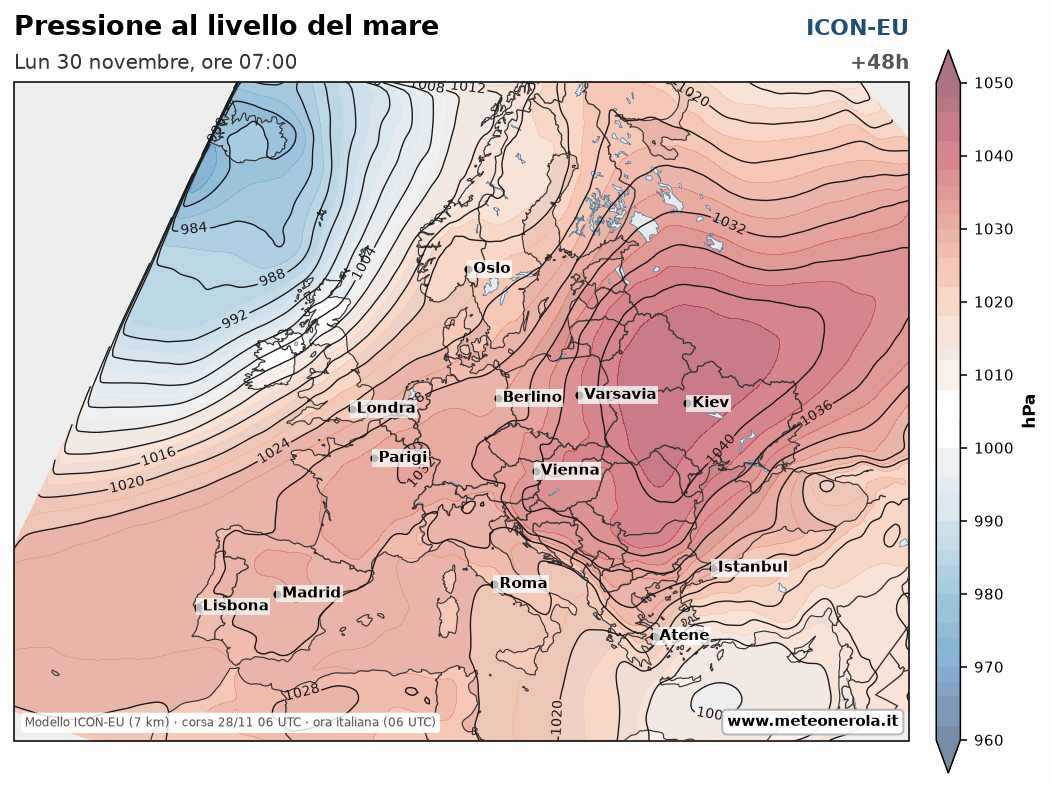 Pressione al livello del mare
ICON-EU
Lun 30 novembre, ore 07:00
+48h
1008
1012
1020
1050
1040
1030
1020
1010
1000
990
980
970
960
hPa
984
988
992
1004
1032
1016
1020
1024
1036
1040
1028
1020
Oslo
Berlino
Varsavia
Kiev
Londra
Parigi
Vienna
Istanbul
Roma
Madrid
Lisbona
Atene
Modello ICON-EU (7 km) · corsa 28/11 06 UTC · ora italiana (06 UTC)
www.meteonerola.it